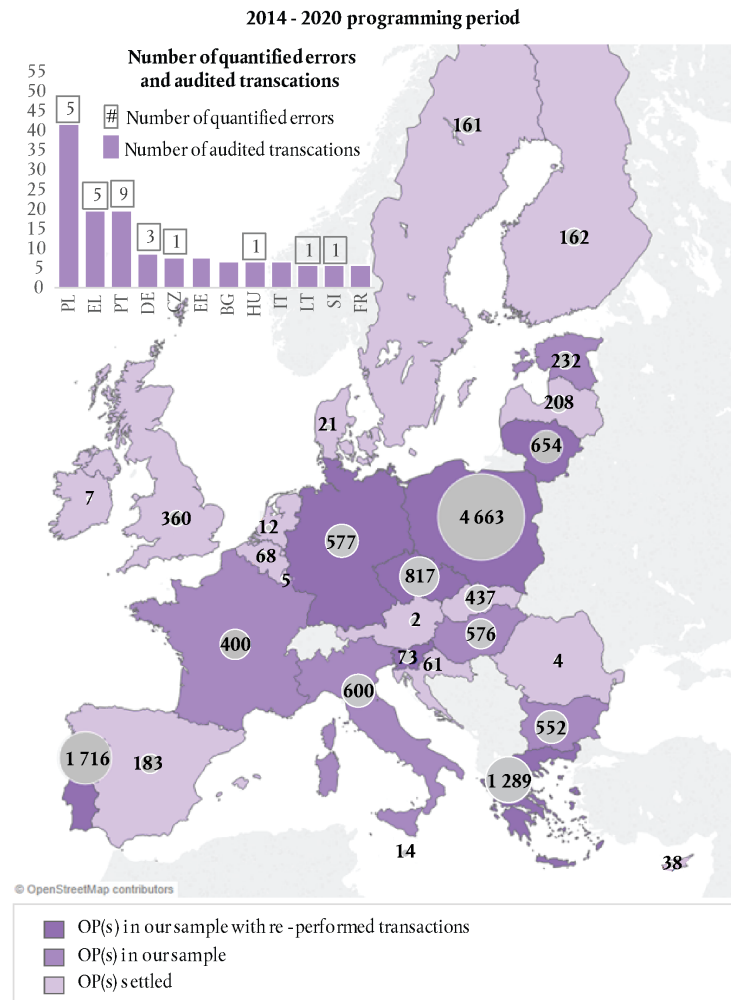 2014 - 2020 programming period
Number of quantified errors
and audited transcations
# Number of quantified errors
Number of audited transcations
55
50
45
40
35
30
25
20
15
10
5
0
5
5
9
3
1
1
1
1
PL
EL
PT
DE
CZ
EE
BG
HU
IT
LT
SI
FR
161
162
232
208
654
21
7
360
12
68
5
577
4 663
817
437
2
576
400
73
61
4
600
552
1 716
183
1 289
14
38
© OpenStreetMap contributors
OP(s) in our sample with re -performed transactions
OP(s) in our sample
OP(s) settled